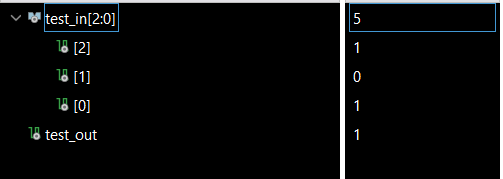 test_in[2:0] 5
[2] 1
[1] 0
[0] 1
test_out 1